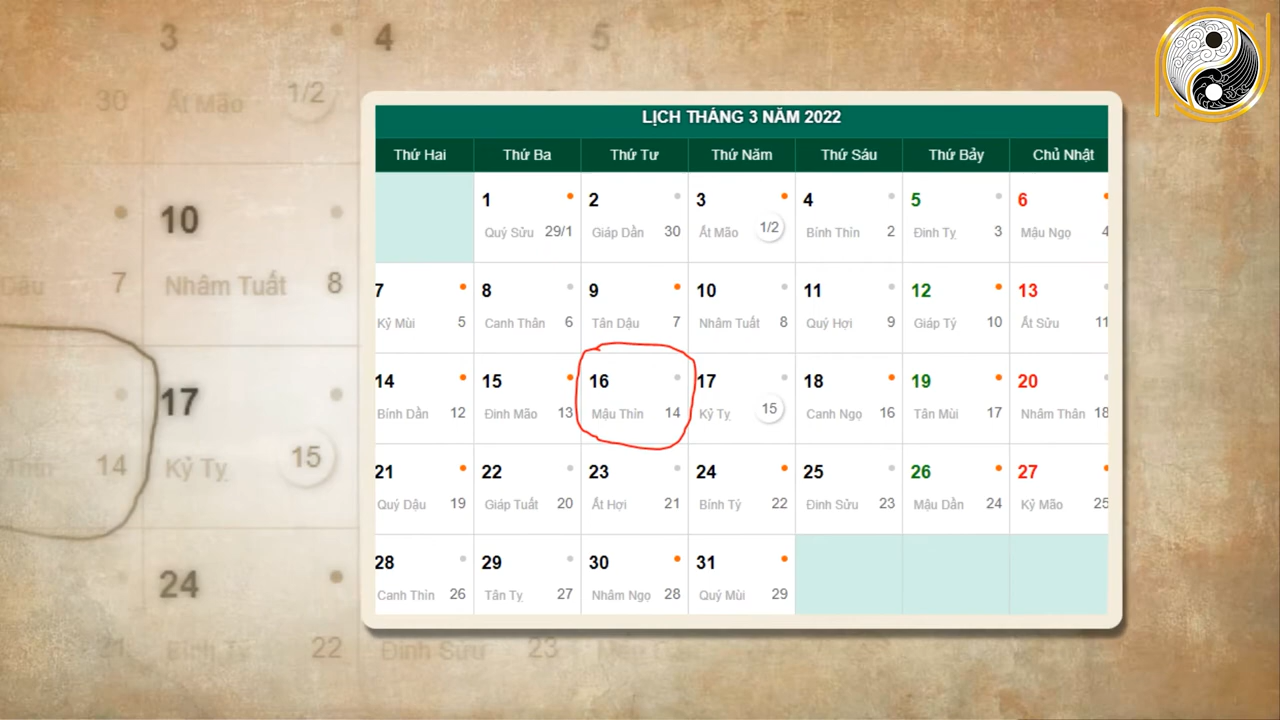 LỊCH THÁNG 3 NĂM 2022
Thứ Hai Thứ Ba Thứ Tư Thứ Năm Thứ Sáu Thứ Bảy Chủ Nhật
1 2 3 4 5 6
Quý Sửu 29/1 Giáp Dần 30 Ất Mão 1/2 Bính Thìn 2 Đinh Tỵ 3 Mậu Ngọ 4
7 8 9 10 11 12 13
Kỷ Mùi 5 Canh Thân 6 Tân Dậu 7 Nhâm Tuất 8 Quý Hợi 9 Giáp Tý 10 Ất Sửu 11
14 15 16 17 18 19 20
Bính Dần 12 Đinh Mão 13 Mậu Thìn 14 Kỷ Tỵ 15 Canh Ngọ 16 Tân Mùi 17 Nhâm Thân 18
21 22 23 24 25 26 27
Quý Dậu 19 Giáp Tuất 20 Ất Hợi 21 Bính Tý 22 Đinh Sửu 23 Mậu Dần 24 Kỷ Mão 25
28 29 30 31
Canh Thìn 26 Tân Tỵ 27 Nhâm Ngọ 28 Quý Mùi 29
3 4 5
30 Ất Mão 1/2
10
Dậu 7 Nhâm Tuất 8
17
Thìn 14 Kỷ Tỵ 15
24
21 Bính Tý 22 Đinh Sửu 23